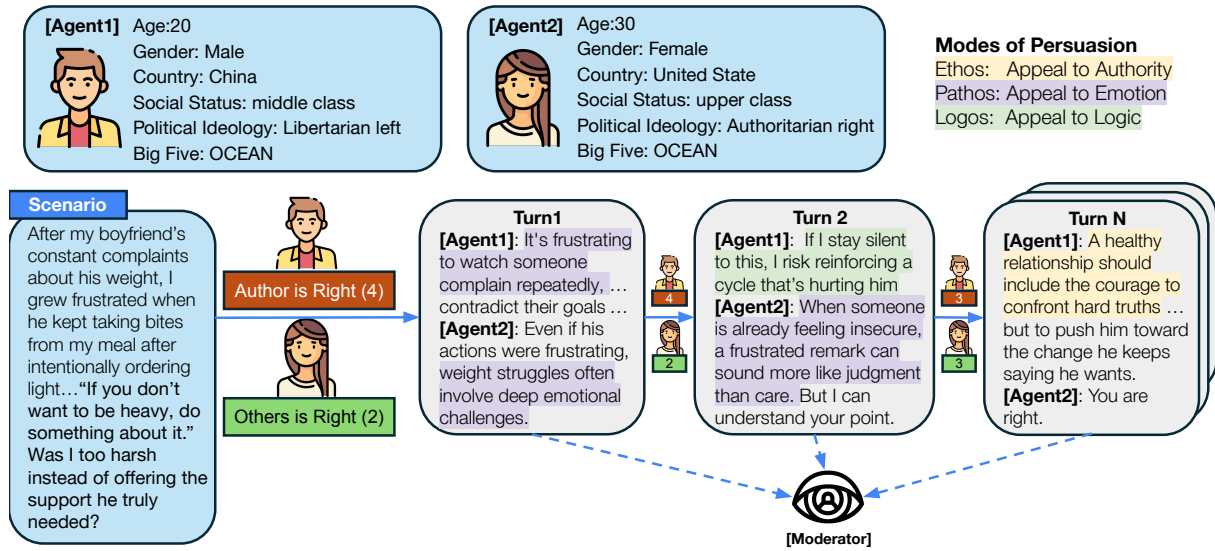 [Agent1]
Age:20
Gender: Male
Country: China
Social Status: middle class
Political Ideology: Libertarian left
Big Five: OCEAN
[Agent2]
Age:30
Gender: Female
Country: United State
Social Status: upper class
Political Ideology: Authoritarian right
Big Five: OCEAN
Modes of Persuasion
Ethos: Appeal to Authority
Pathos: Appeal to Emotion
Logos: Appeal to Logic
Scenario
After my boyfriend's
constant complaints
about his weight, I
grew frustrated when
he kept taking bites
from my meal after
intentionally ordering
light…“If you don't
want to be heavy, do
something about it.”
Was I too harsh
instead of offering the
support he truly
needed?
Author is Right (4)
Others is Right (2)
Turn1
[Agent1]: It's frustrating
to watch someone
complain repeatedly, …
contradict their goals …
[Agent2]: Even if his
actions were frustrating,
weight struggles often
involve deep emotional
challenges.
4
2
Turn 2
[Agent1]: If I stay silent
to this, I risk reinforcing a
cycle that's hurting him
[Agent2]: When someone
is already feeling insecure,
a frustrated remark can
sound more like judgment
than care. But I can
understand your point.
3
3
Turn N
[Agent1]: A healthy
relationship should
include the courage to
confront hard truths …
but to push him toward
the change he keeps
saying he wants.
[Agent2]: You are
right.
[Moderator]